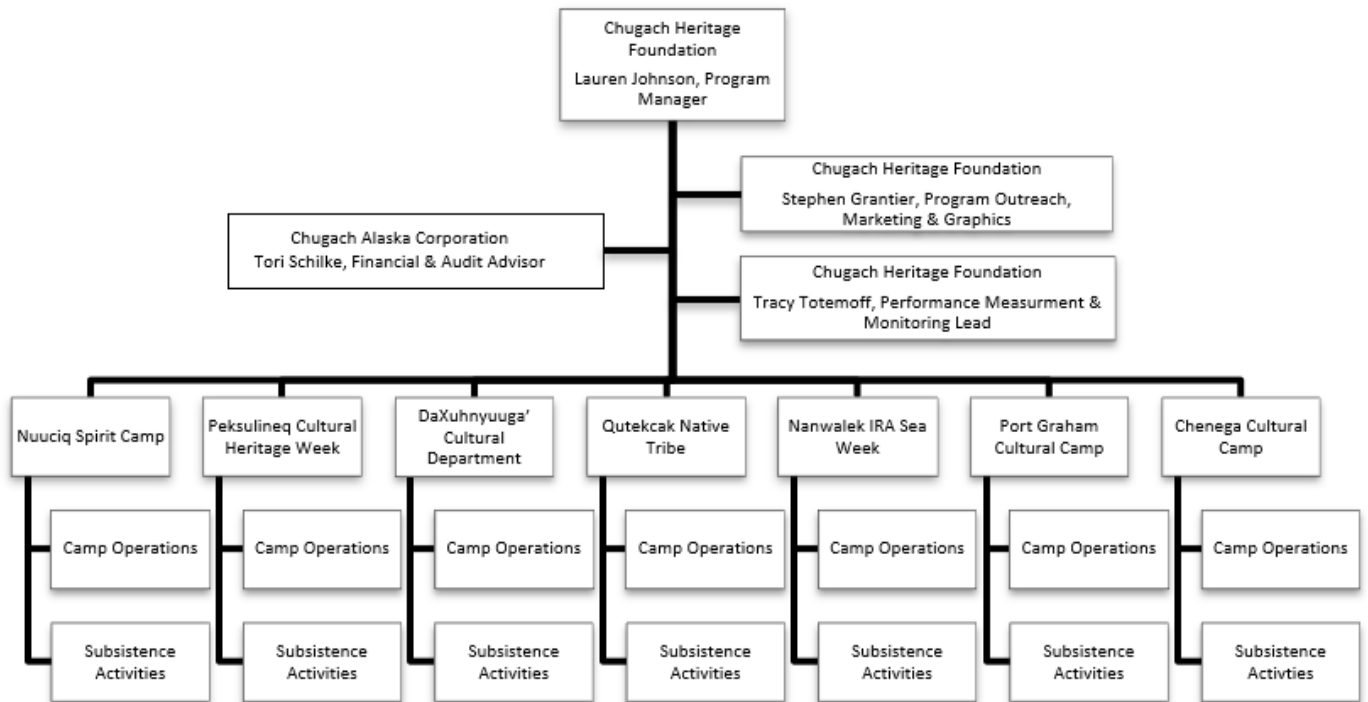 Chugach Heritage
Foundation
Lauren Johnson, Program
Manager
Chugach Heritage Foundation
Stephen Grantier, Program Outreach,
Marketing & Graphics
Chugach Alaska Corporation
Tori Schilke, Financial & Audit Advisor
Chugach Heritage Foundation
Tracy Totemoff, Performance Measurment &
Monitoring Lead
Nuuciq Spirit Camp
Peksulineq Cultural
Heritage Week
DaXuhnyuuga’
Cultural
Department
Qutekcak Native
Tribe
Nanwalek IRA Sea
Week
Port Graham
Cultural Camp
Chenega Cultural
Camp
Camp Operations
Camp Operations
Camp Operations
Camp Operations
Camp Operations
Camp Operations
Camp Operations
Subsistence
Activities
Subsistence
Activities
Subsistence
Activities
Subsistence
Activities
Subsistence
Activities
Subsistence
Activities
Subsistence
Activities